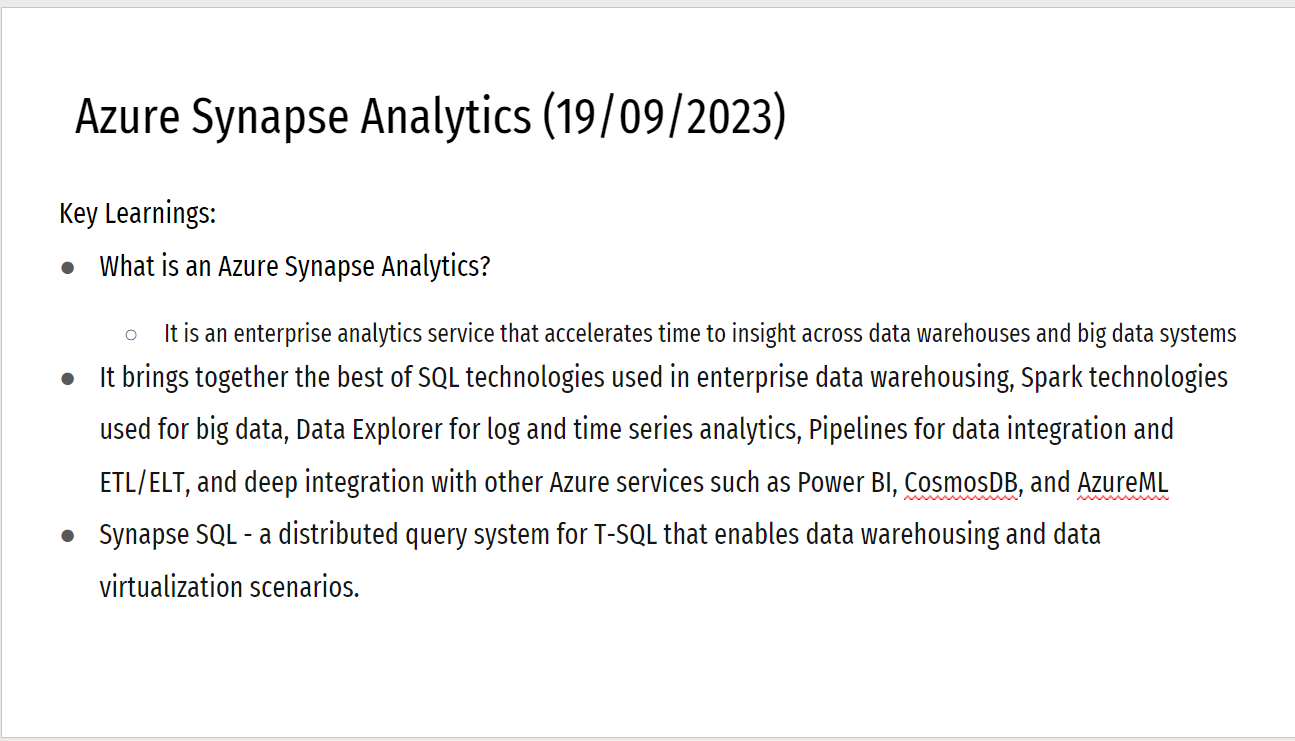 Azure Synapse Analytics (19/09/2023)
Key Learnings:
● What is an Azure Synapse Analytics?
○ It is an enterprise analytics service that accelerates time to insight across data warehouses and big data systems
● It brings together the best of SQL technologies used in enterprise data warehousing, Spark technologies
used for big data, Data Explorer for log and time series analytics, Pipelines for data integration and
ETL/ELT, and deep integration with other Azure services such as Power BI, CosmosDB, and AzureML
● Synapse SQL - a distributed query system for T-SQL that enables data warehousing and data
virtualization scenarios.